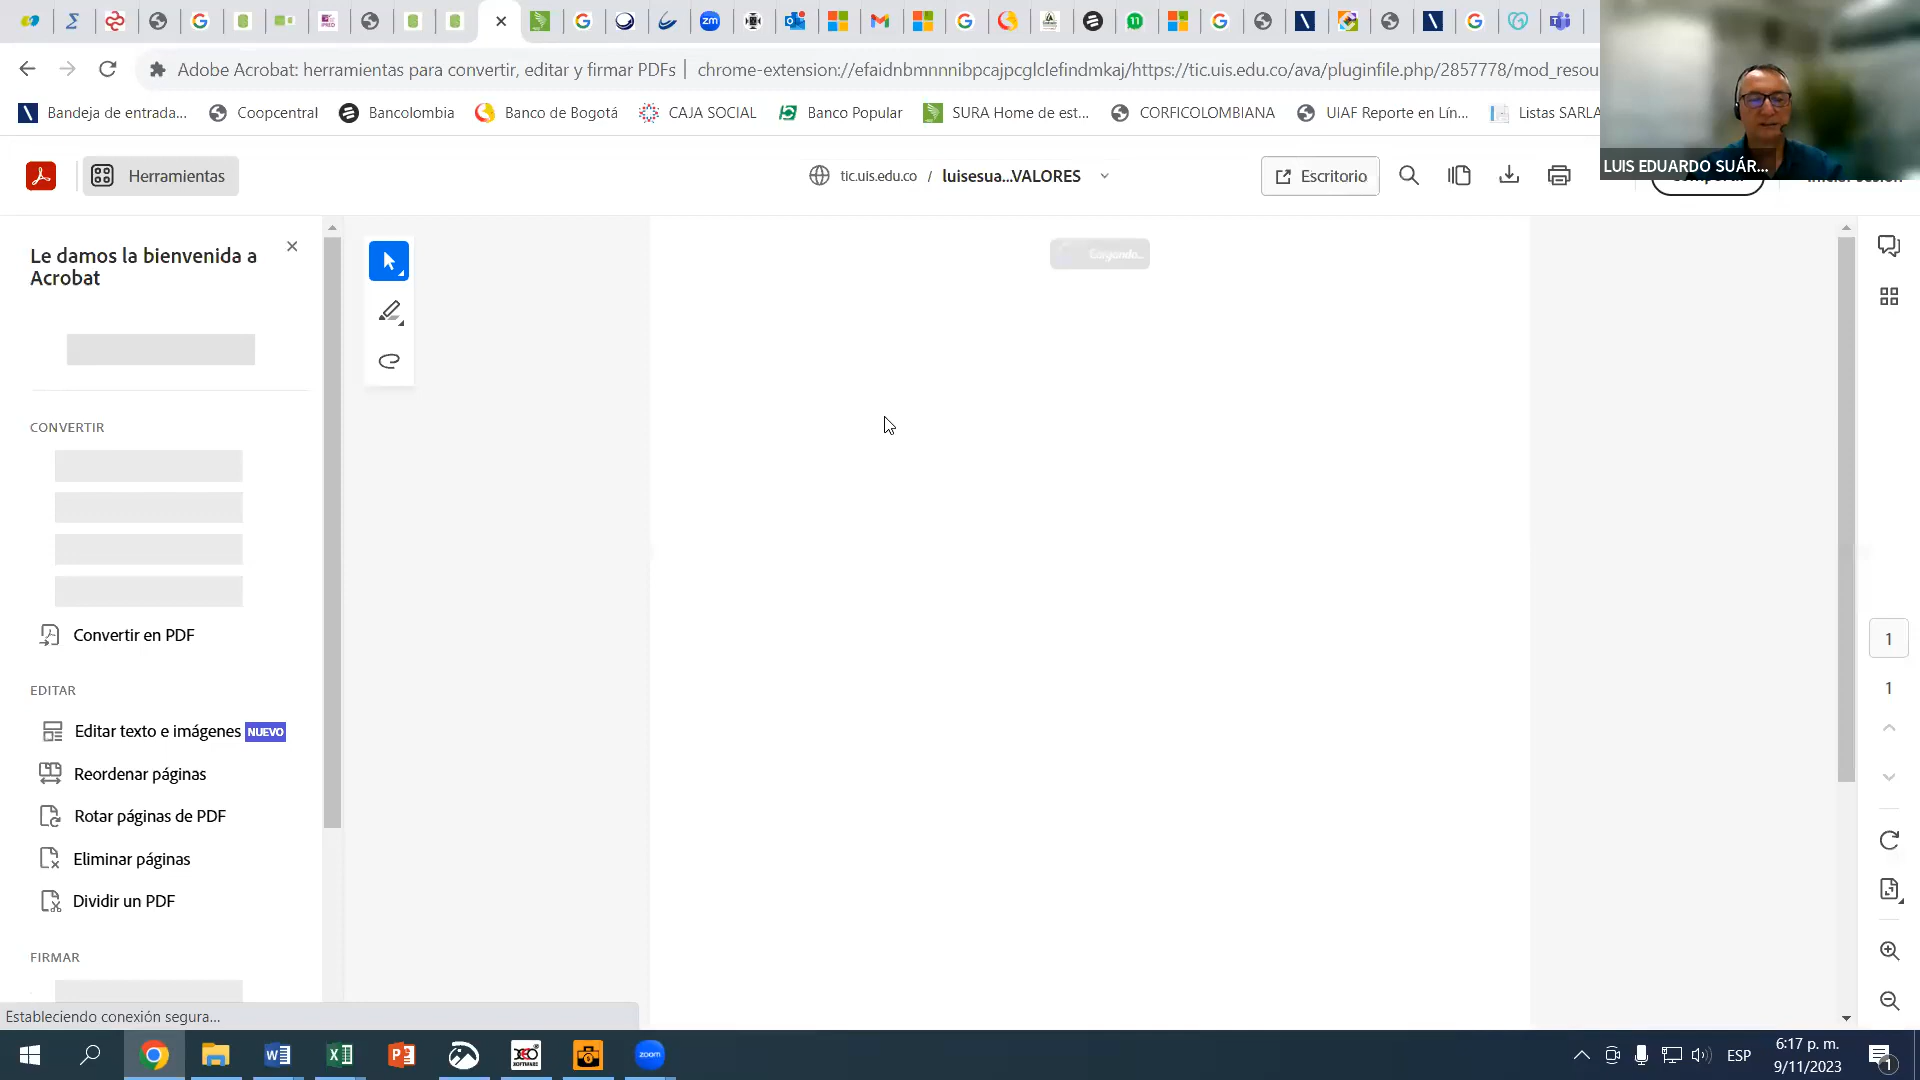 Adobe Acrobat: herramientas para convertir, editar y firmar PDFs | chrome-extension://efaidnbmnnnibpcajpcglclefindmkaj/https://tic.uis.edu.co/ava/pluginfile.php/2857778/mod_resou
Bandeja de entrada... Coopcentral Bancolombia Banco de Bogotá CAJA SOCIAL Banco Popular SURA Home de est... CORFICOLOMBIANA UIAF Reporte en Lín... Listas SARLA
LUIS EDUARDO SUÁR...
Herramientas
tic.uis.edu.co / luisesua...VALORES
Escritorio
Le damos la bienvenida a
Acrobat
Cargando...
CONVERTIR
Convertir en PDF
EDITAR
Editar texto e imágenes NUEVO
Reordenar páginas
Rotar páginas de PDF
Eliminar páginas
Dividir un PDF
FIRMAR
1
1
Estableciendo conexión segura...
zoom
ESP
6:17 p. m.
9/11/2023
1